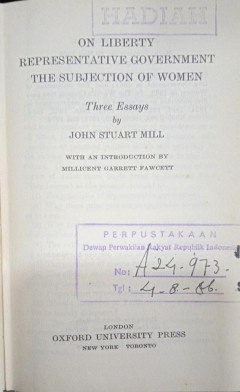 HADIAH
ON LIBERTY
REPRESENTATIVE GOVERNMENT
THE SUBJECTION OF WOMEN
Three Essays
by
JOHN STUART MILL
WITH AN INTRODUCTION BY
MILLICENT GARRETT FAWCETT
PERPUSTAKAAN
Dewan Perwakilan Rakyat Republik Indonesia
No: A24.973.
Tgl: 4-8-86.
LONDON
OXFORD UNIVERSITY PRESS
NEW YORK · TORONTO